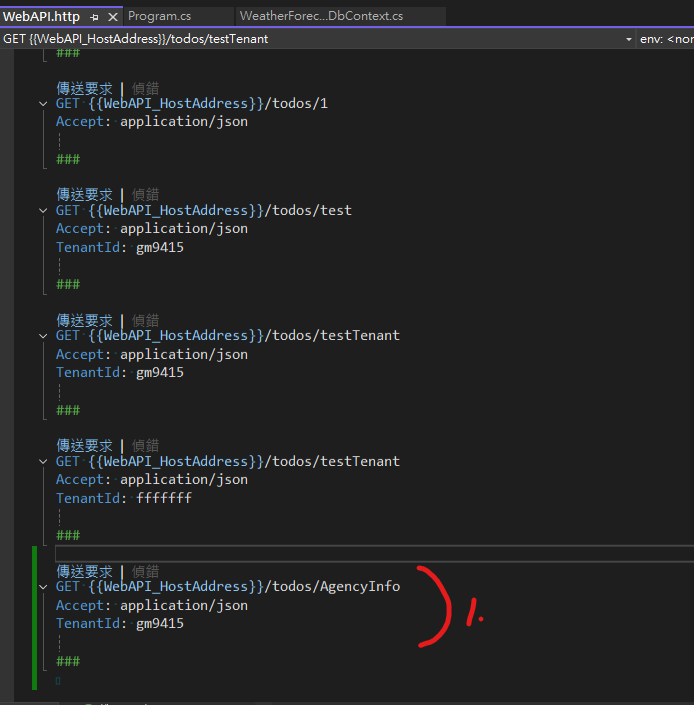 WebAPI.http Program.cs WeatherForec...DbContext.cs
GET {{WebAPI_HostAddress}}/todos/testTenant env: <nor
###
傳送要求 | 偵錯
GET {{WebAPI_HostAddress}}/todos/1
Accept: application/json
###
傳送要求 | 偵錯
GET {{WebAPI_HostAddress}}/todos/test
Accept: application/json
TenantId: gm9415
###
傳送要求 | 偵錯
GET {{WebAPI_HostAddress}}/todos/testTenant
Accept: application/json
TenantId: gm9415
###
傳送要求 | 偵錯
GET {{WebAPI_HostAddress}}/todos/testTenant
Accept: application/json
TenantId: fffffff
###
傳送要求 | 偵錯
GET {{WebAPI_HostAddress}}/todos/AgencyInfo
Accept: application/json
TenantId: gm9415
1.
###